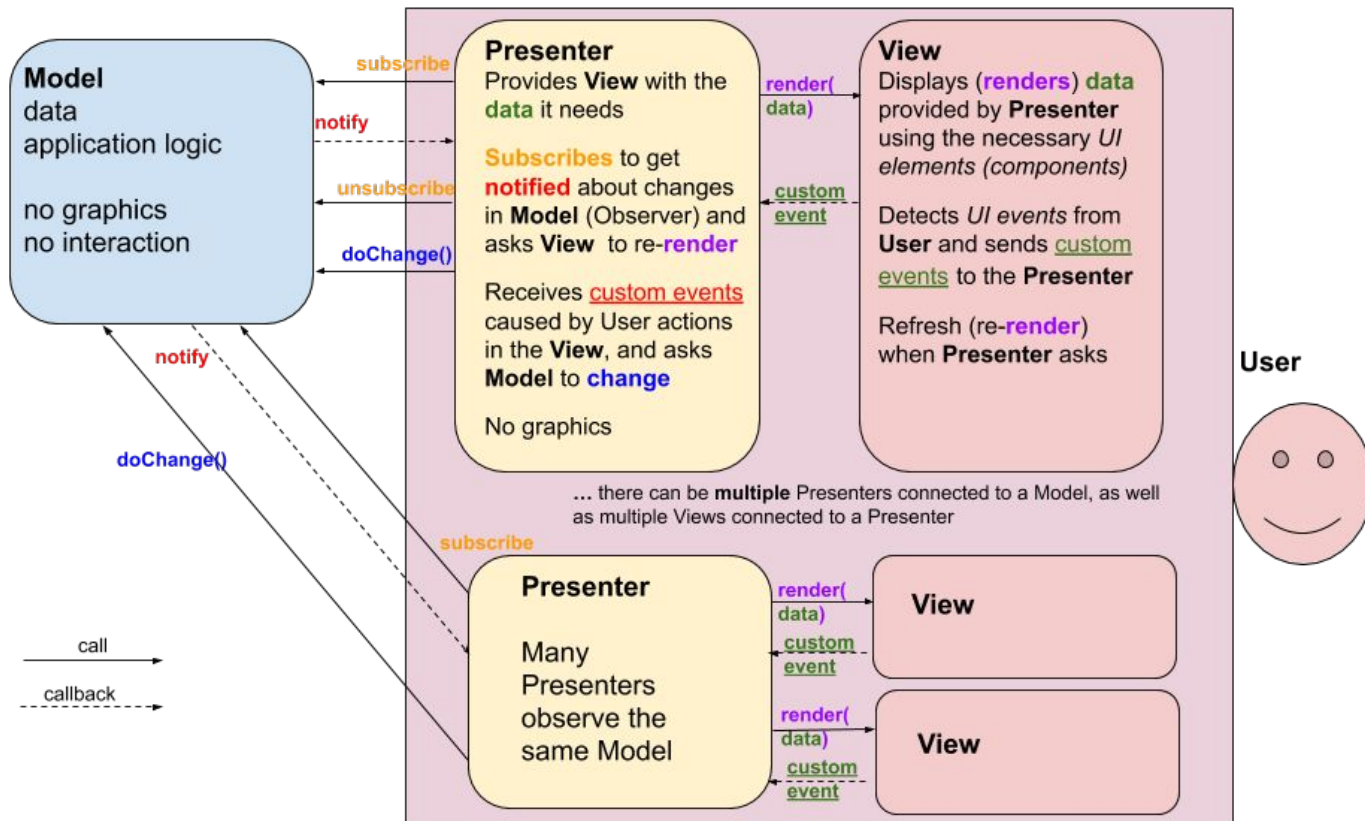 Model
data
application logic
no graphics
no interaction
subscribe
notify
unsubscribe
doChange()
Presenter
Provides View with the
data it needs
Subscribes to get
notified about changes
in Model (Observer) and
asks View to re-render
Receives custom events
caused by User actions
in the View, and asks
Model to change
No graphics
render(
data)
custom
event
View
Displays (renders) data
provided by Presenter
using the necessary UI
elements (components)
Detects UI events from
User and sends custom
events to the Presenter
Refresh (re-render)
when Presenter asks
User
notify
doChange()
... there can be multiple Presenters connected to a Model, as well
as multiple Views connected to a Presenter
subscribe
Presenter
Many
Presenters
observe the
same Model
render(
data)
custom
event
View
render(
data)
custom
event
View
call
callback